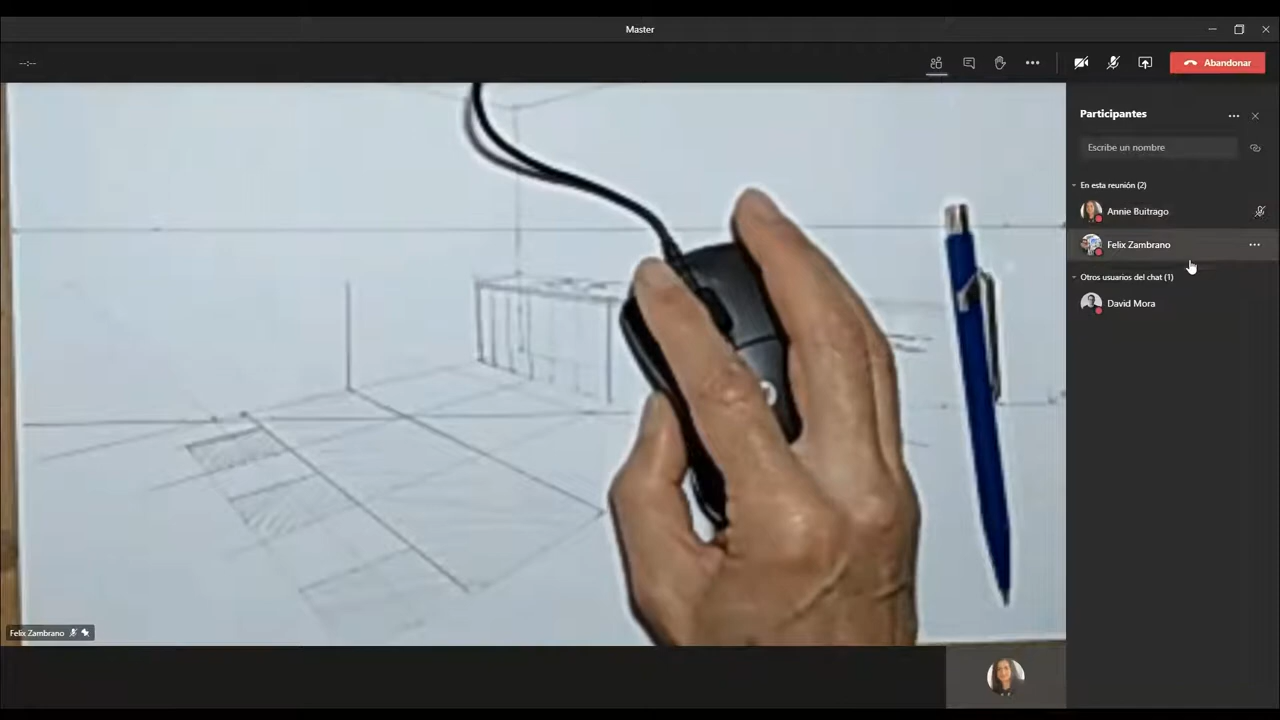 Master
--:--
Abandonar
Participantes
Escribe un nombre
En esta reunión (2)
Annie Buitrago
Felix Zambrano
Otros usuarios del chat (1)
David Mora
Felix Zambrano